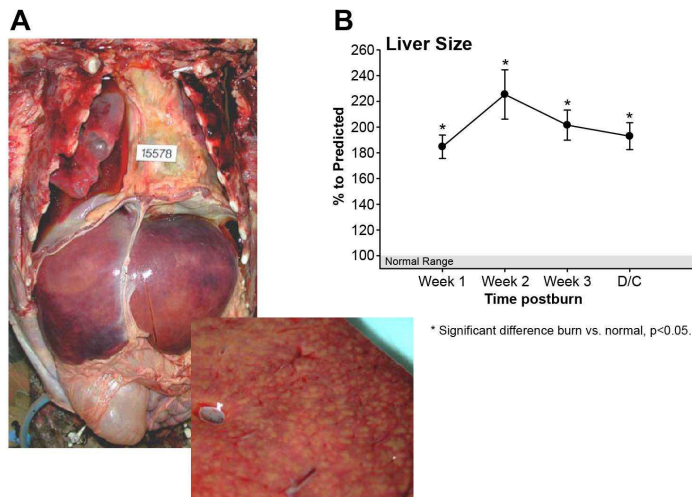 A
15578
B
Liver Size
% to Predicted
260
240
220
200
180
160
140
120
100
*
*
*
*
Normal Range
Week 1 Week 2 Week 3 D/C
Time postburn
* Significant difference burn vs. normal, p<0.05.